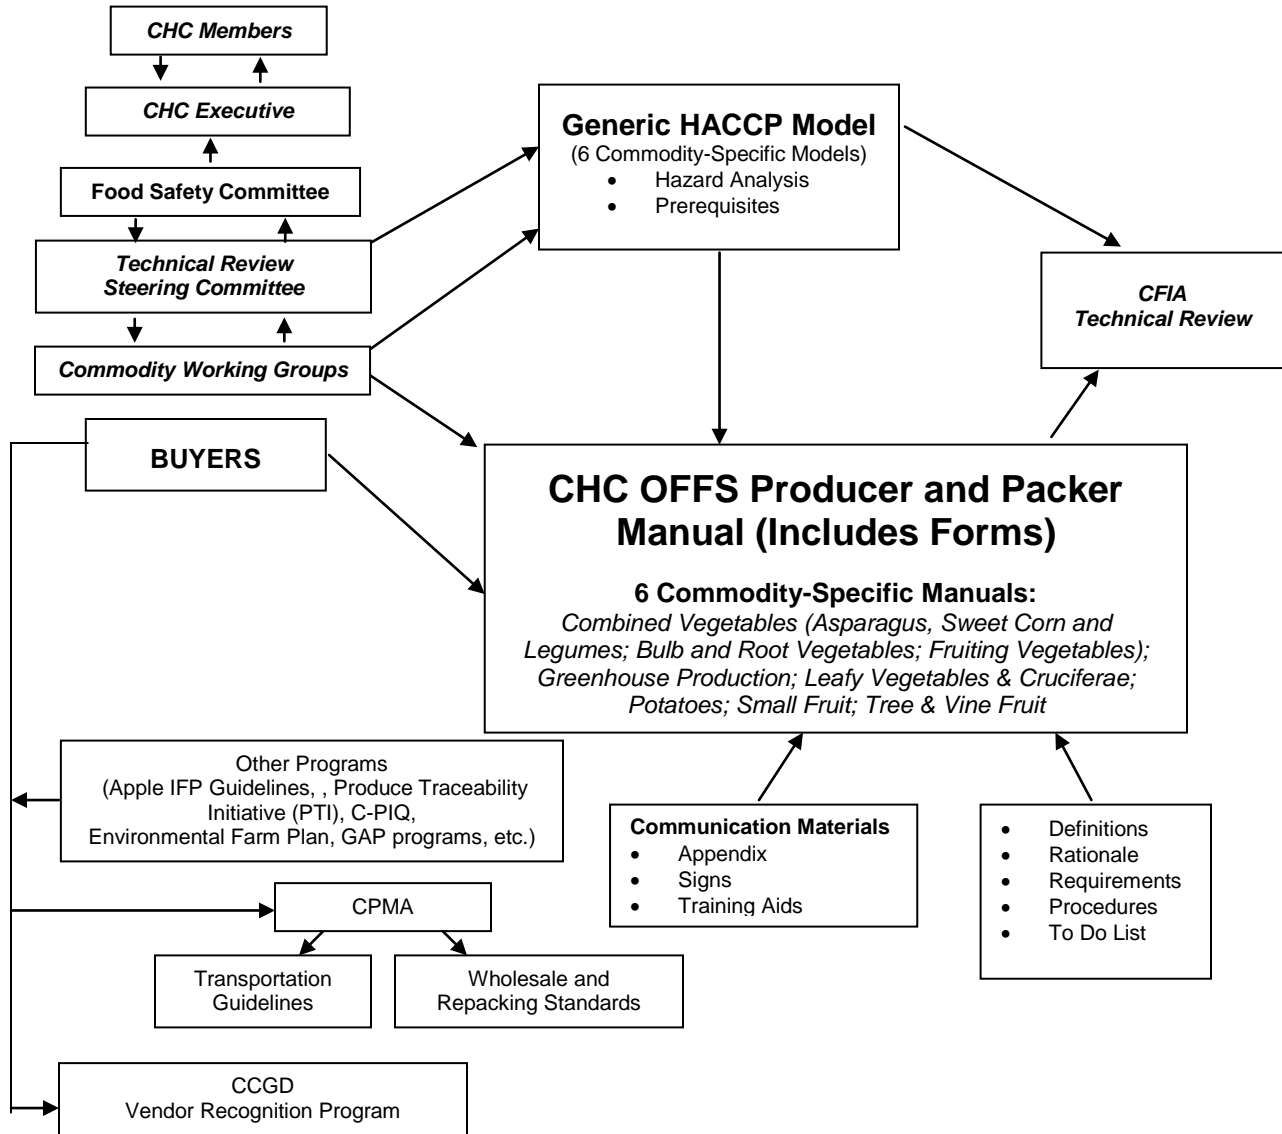 CHC Members
CHC Executive
Food Safety Committee
Technical Review
Steering Committee
Commodity Working Groups
BUYERS
Generic HACCP Model
(6 Commodity-Specific Models)
• Hazard Analysis
• Prerequisites
CFIA
Technical Review
CHC OFFS Producer and Packer
Manual (Includes Forms)
6 Commodity-Specific Manuals:
Combined Vegetables (Asparagus, Sweet Corn and
Legumes; Bulb and Root Vegetables; Fruiting Vegetables);
Greenhouse Production; Leafy Vegetables & Cruciferae;
Potatoes; Small Fruit; Tree & Vine Fruit
Other Programs
(Apple IFP Guidelines, , Produce Traceability
Initiative (PTI), C-PIQ,
Environmental Farm Plan, GAP programs, etc.)
Communication Materials
• Appendix
• Signs
• Training Aids
• Definitions
• Rationale
• Requirements
• Procedures
• To Do List
CPMA
Transportation
Guidelines
Wholesale and
Repacking Standards
CCGD
Vendor Recognition Program